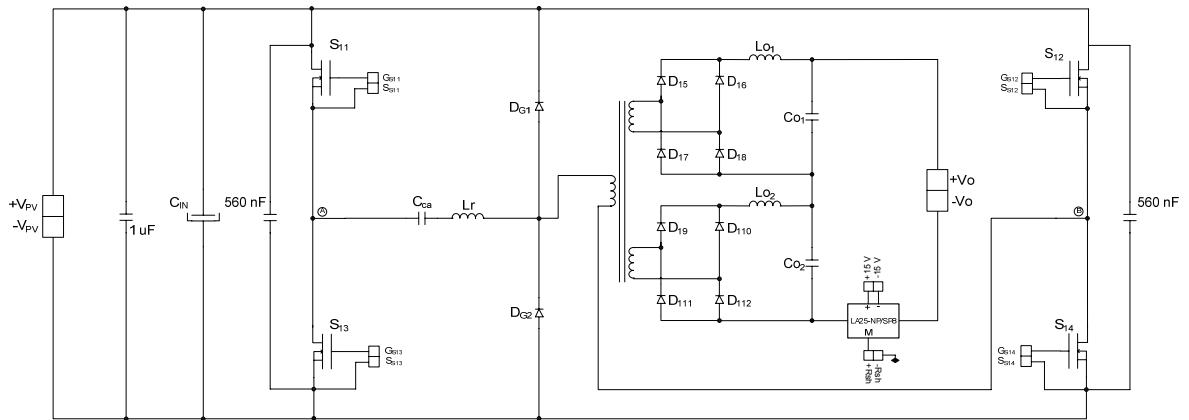 +VPV
-VPV
1 uF
CIN
560 nF
S11
GS11
SS11
A
S13
GS13
SS13
Cca
Lr
DG1
DG2
Lo1
D15
D16
Co1
D17
D18
Lo2
D19
D110
Co2
D111
D112
+Vo
-Vo
+15 V
-15 V
+ -
LA25-NP/SP8
M
+Rsh
-Rsh
S12
GS12
SS12
B
560 nF
S14
GS14
SS14